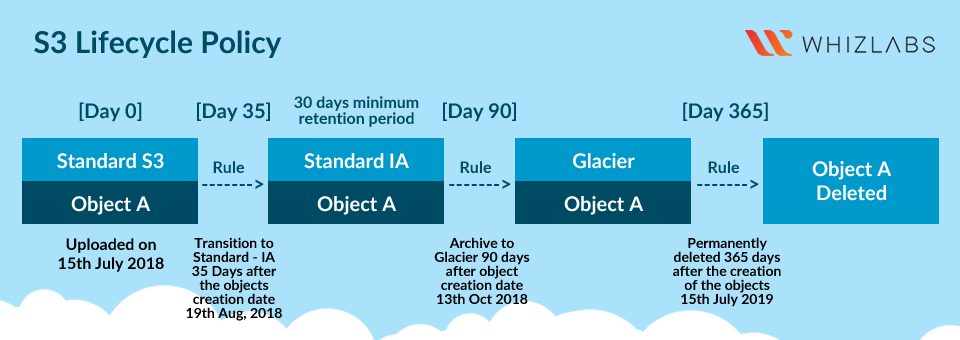 S3 Lifecycle Policy
WHIZLABS
[Day 0]
[Day 35]
30 days minimum
retention period
[Day 90]
[Day 365]
Standard S3
Object A
Rule
Standard IA
Object A
Rule
Glacier
Object A
Rule
Object A
Deleted
Uploaded on
15th July 2018
Transition to
Standard - IA
35 Days after
the objects
creation date
19th Aug, 2018
Archive to
Glacier 90 days
after object
creation date
13th Oct 2018
Permanently
deleted 365 days
after the creation
of the objects
15th July 2019